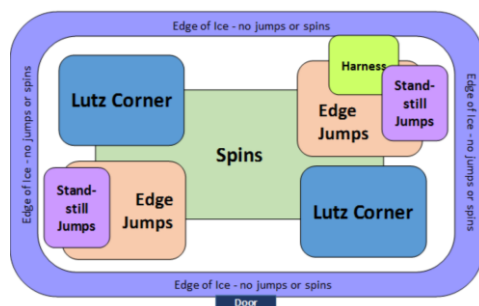 Edge of Ice - no jumps or spins
Edge of Ice - no jumps or spins
Edge of Ice - no jumps or spins
Harness
Lutz Corner
Edge
Jumps
Stand-
still
Jumps
Spins
Stand-
still
Jumps
Edge
Jumps
Lutz Corner
Edge of Ice - no jumps or spins
Door